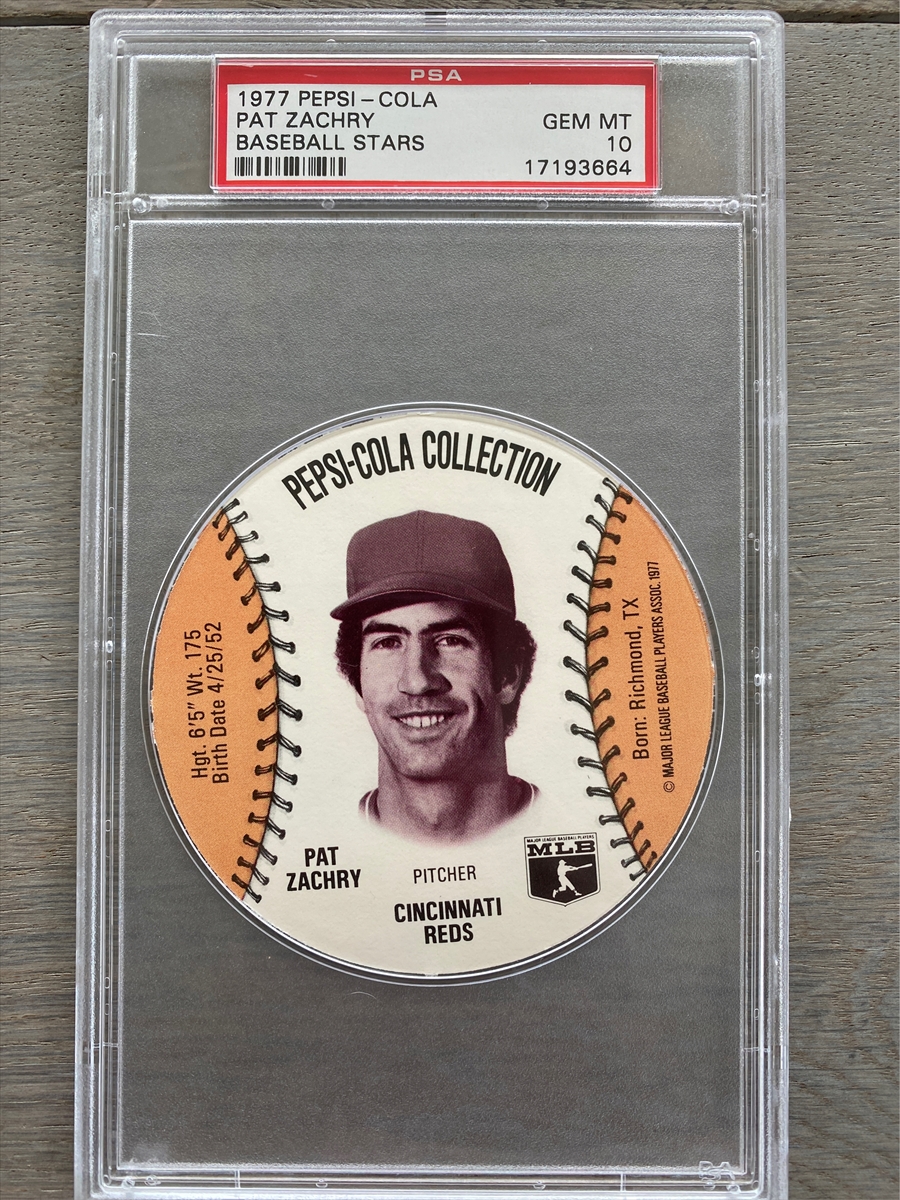 PSA
1977 PEPSI-COLA
PAT ZACHRY
BASEBALL STARS
GEM MT
10
17193664
PEPSI-COLA COLLECTION
Hgt. 6'5" Wt. 175
Birth Date 4/25/52
Born: Richmond, TX
© MAJOR LEAGUE BASEBALL PLAYERS ASSOC. 1977
PAT
ZACHRY
PITCHER
CINCINNATI
REDS
MAJOR LEAGUE BASEBALL PLAYERS
MLB